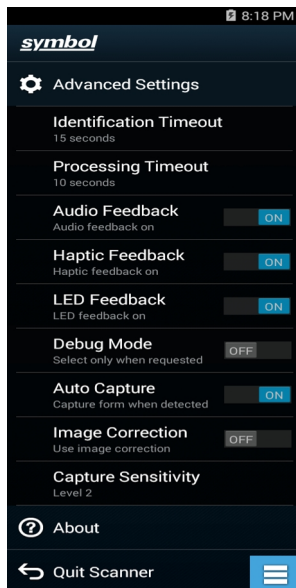 8:18 PM
symbol
Advanced Settings
Identification Timeout
15 seconds
Processing Timeout
10 seconds
Audio Feedback
Audio feedback on
ON
Haptic Feedback
Haptic feedback on
ON
LED Feedback
LED feedback on
ON
Debug Mode
Select only when requested
OFF
Auto Capture
Capture form when detected
ON
Image Correction
Use image correction
OFF
Capture Sensitivity
Level 2
About
Quit Scanner